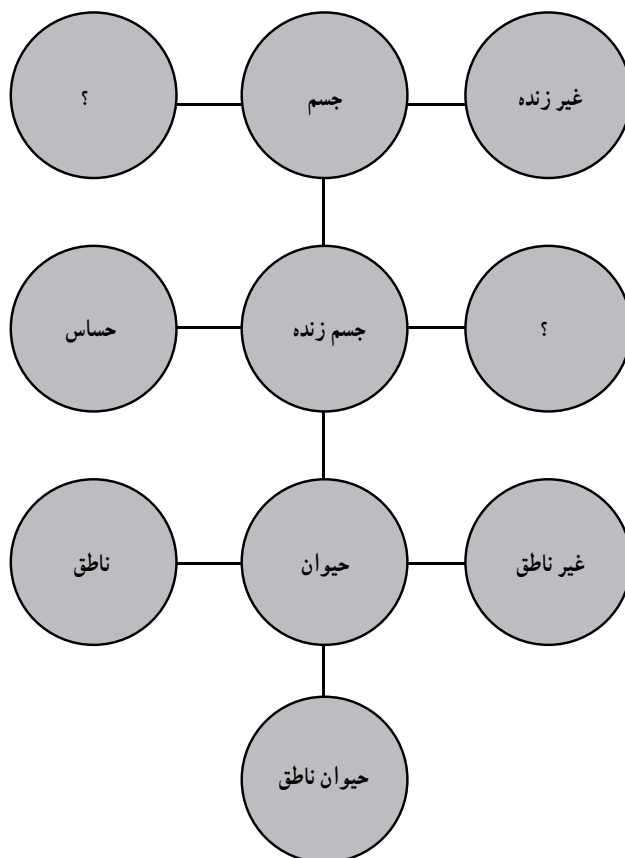 غیر زنده
جسم
؟
؟
جسم زنده
حساس
غیر ناطق
حیوان
ناطق
حیوان ناطق